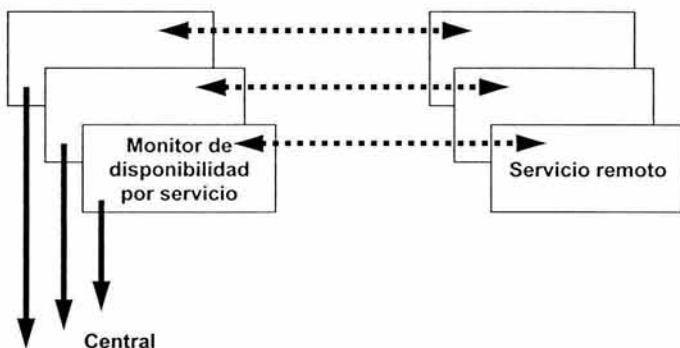 Monitor de
disponibilidad
por servicio
Servicio remoto
Central